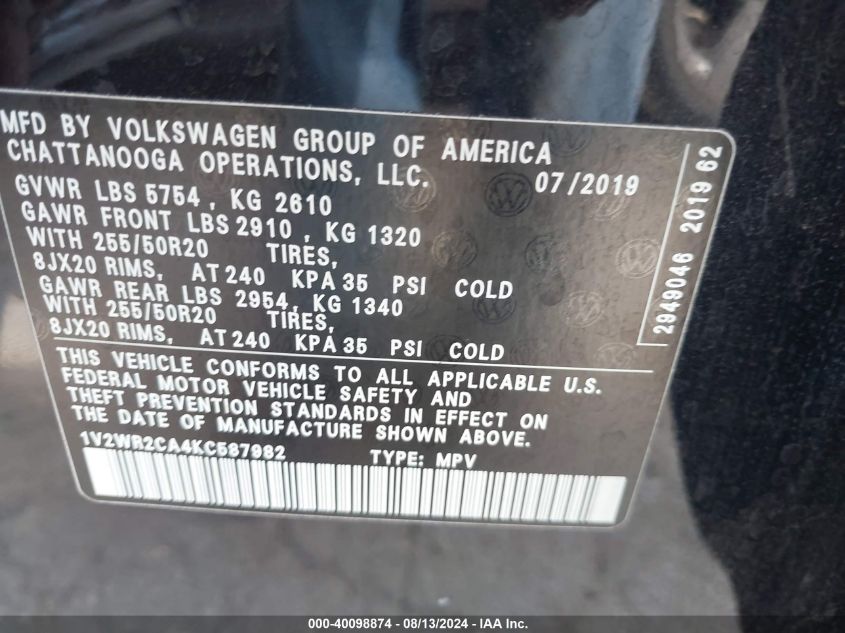 MFD BY VOLKSWAGEN GROUP OF AMERICA
CHATTANOOGA OPERATIONS, LLC. 07/2019
GVWR LBS 5754 , KG 2610
GAWR FRONT LBS 2910 , KG 1320
WITH 255/50R20 TIRES,
8JX20 RIMS, AT 240 KPA 35 PSI COLD
GAWR REAR LBS 2954, KG 1340
WITH 255/50R20 TIRES,
8JX20 RIMS, AT 240 KPA 35 PSI COLD
THIS VEHICLE CONFORMS TO ALL APPLICABLE U.S.
FEDERAL MOTOR VEHICLE SAFETY AND
THEFT PREVENTION STANDARDS IN EFFECT ON
THE DATE OF MANUFACTURE SHOWN ABOVE.
1V2WR2CA4KC587982 TYPE: MPV
2949046 2019 62
000-40098874 - 08/13/2024 - IAA Inc.